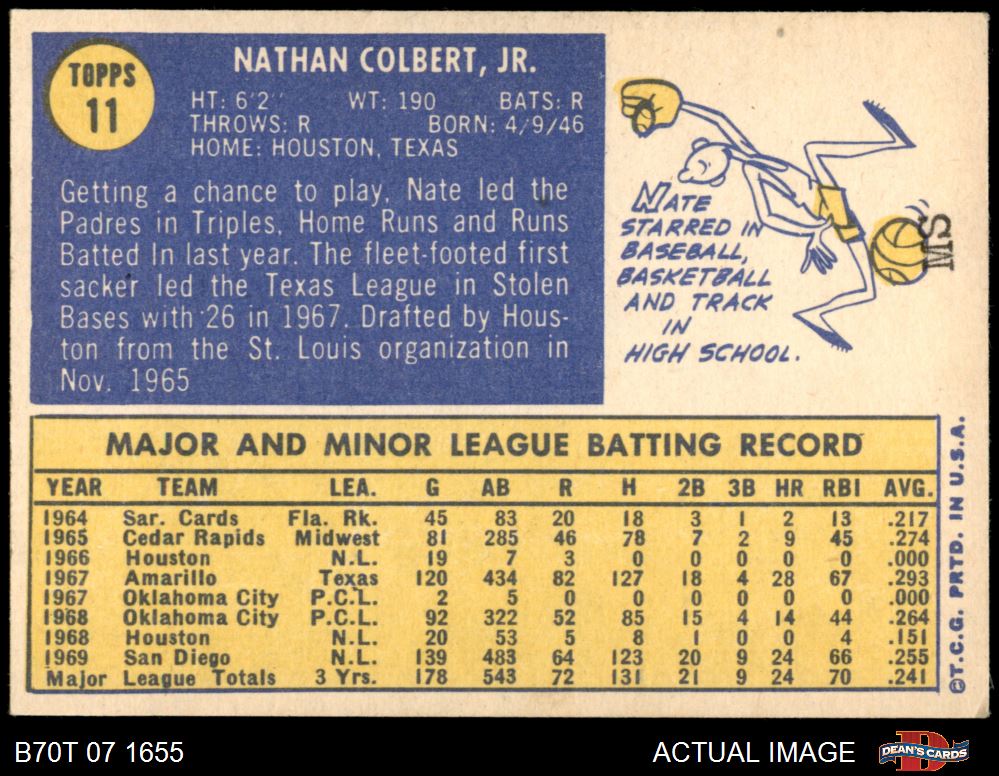 TOPPS
11
NATHAN COLBERT, JR.
HT: 6'2" WT: 190 BATS: R
THROWS: R BORN: 4/9/46
HOME: HOUSTON, TEXAS
Getting a chance to play, Nate led the
Padres in Triples, Home Runs and Runs
Batted In last year. The fleet-footed first
sacker led the Texas League in Stolen
Bases with 26 in 1967. Drafted by Hous-
ton from the St. Louis organization in
Nov. 1965
NATE
STARRED IN
BASEBALL,
BASKETBALL
AND TRACK
IN
HIGH SCHOOL.
MS
MAJOR AND MINOR LEAGUE BATTING RECORD
YEAR TEAM LEA. G AB R H 2B 3B HR RBI AVG.
1964 Sar. Cards Fla. Rk. 45 83 20 18 3 1 2 13 .217
1965 Cedar Rapids Midwest 81 285 46 78 7 2 9 45 .274
1966 Houston N.L. 19 7 3 0 0 0 0 0 .000
1967 Amarillo Texas 120 434 82 127 18 4 28 67 .293
1967 Oklahoma City P.C.L. 2 5 0 0 0 0 0 0 .000
1968 Oklahoma City P.C.L. 92 322 52 85 15 4 14 44 .264
1968 Houston N.L. 20 53 5 8 1 0 0 4 .151
1969 San Diego N.L. 139 483 64 123 20 9 24 66 .255
Major League Totals 3 Yrs. 178 543 72 131 21 9 24 70 .241
©T.C.G. PRTD. IN U.S.A.
B70T 07 1655
ACTUAL IMAGE
D
DEAN'S CARDS